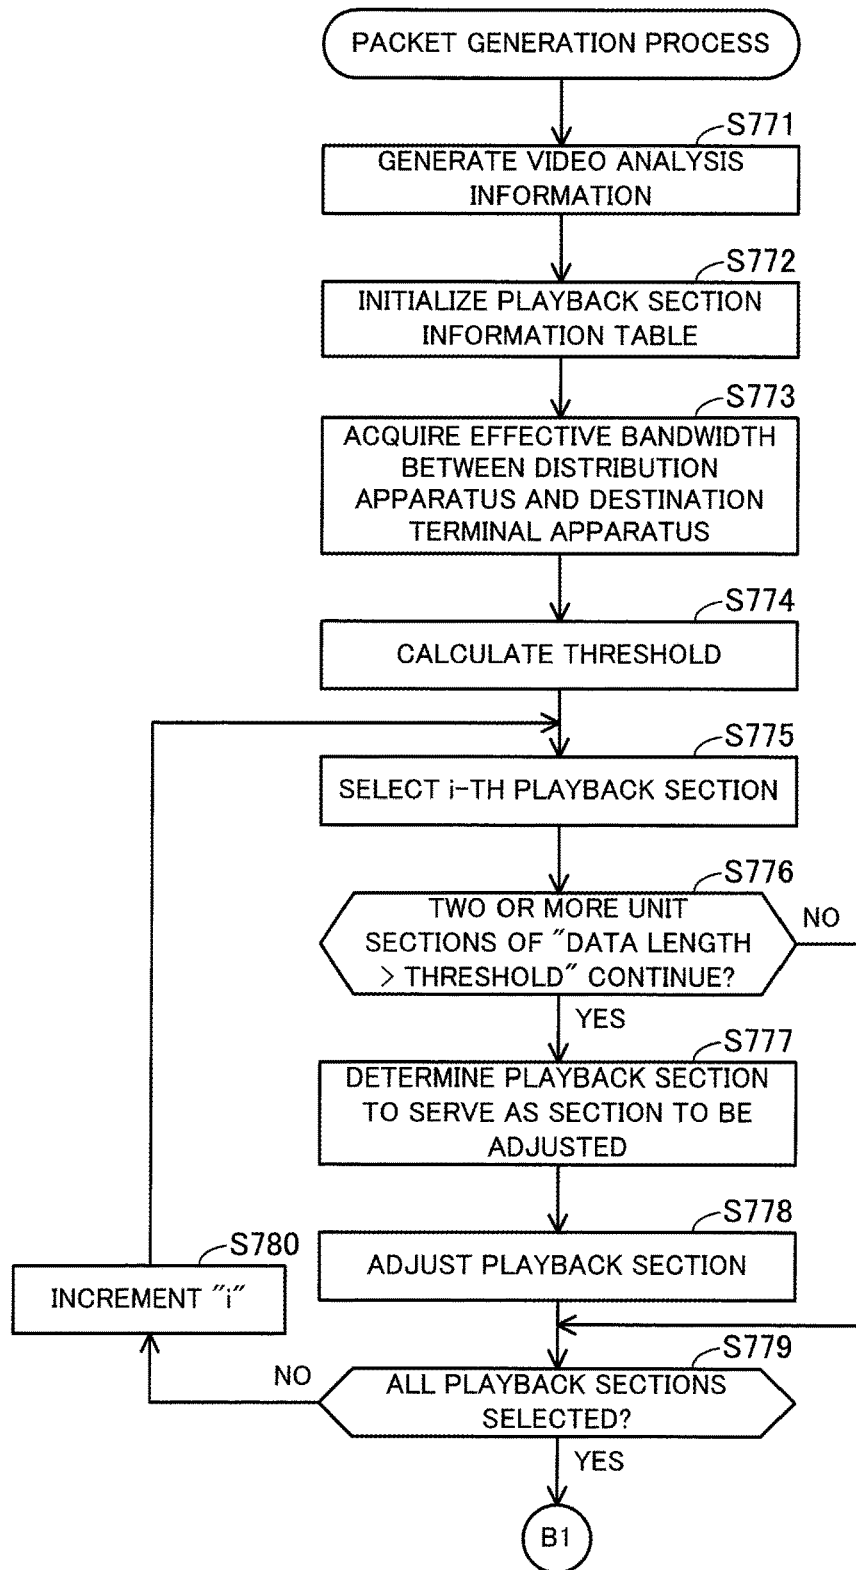 PACKET GENERATION PROCESS
S771
GENERATE VIDEO ANALYSIS
INFORMATION
S772
INITIALIZE PLAYBACK SECTION
INFORMATION TABLE
S773
ACQUIRE EFFECTIVE BANDWIDTH
BETWEEN DISTRIBUTION
APPARATUS AND DESTINATION
TERMINAL APPARATUS
S774
CALCULATE THRESHOLD
S775
SELECT i-TH PLAYBACK SECTION
S776
TWO OR MORE UNIT
SECTIONS OF "DATA LENGTH
> THRESHOLD" CONTINUE?
NO
YES
S777
DETERMINE PLAYBACK SECTION
TO SERVE AS SECTION TO BE
ADJUSTED
S778
ADJUST PLAYBACK SECTION
S780
INCREMENT "i"
S779
ALL PLAYBACK SECTIONS
SELECTED?
NO
YES
B1